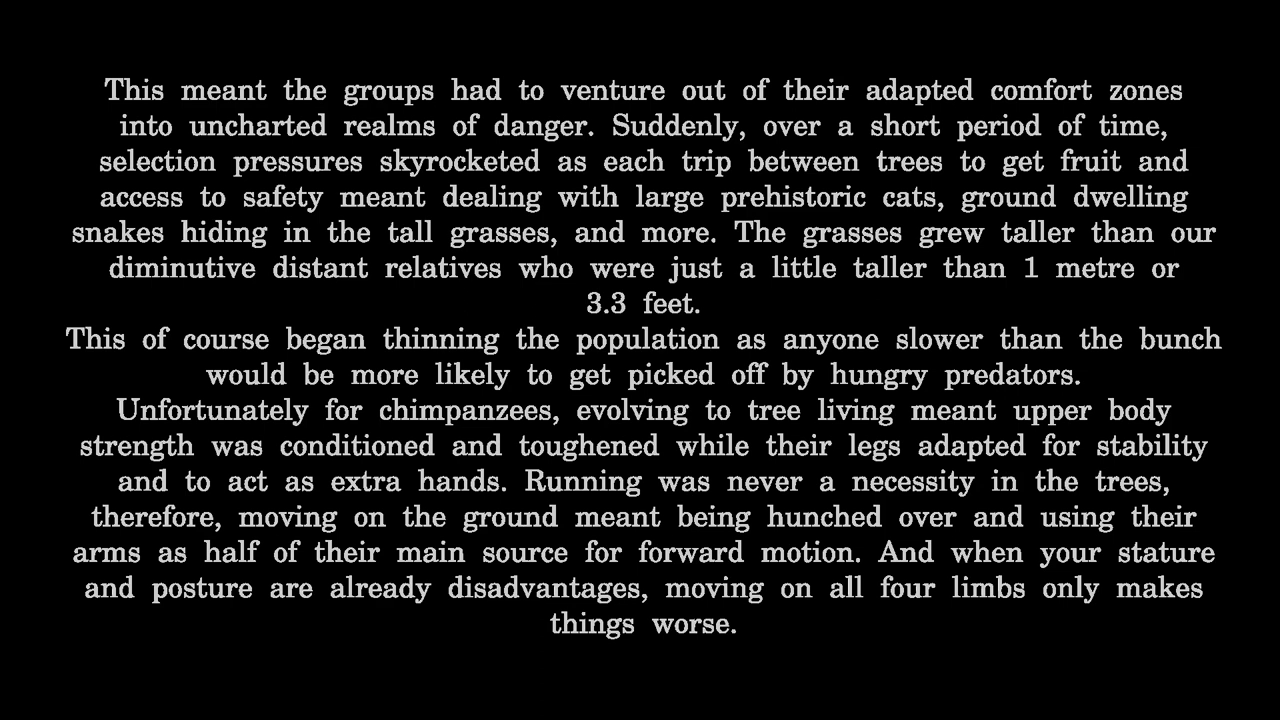 This meant the groups had to venture out of their adapted comfort zones
into uncharted realms of danger. Suddenly, over a short period of time,
selection pressures skyrocketed as each trip between trees to get fruit and
access to safety meant dealing with large prehistoric cats, ground dwelling
snakes hiding in the tall grasses, and more. The grasses grew taller than our
diminutive distant relatives who were just a little taller than 1 metre or
3.3 feet.
This of course began thinning the population as anyone slower than the bunch
would be more likely to get picked off by hungry predators.
Unfortunately for chimpanzees, evolving to tree living meant upper body
strength was conditioned and toughened while their legs adapted for stability
and to act as extra hands. Running was never a necessity in the trees,
therefore, moving on the ground meant being hunched over and using their
arms as half of their main source for forward motion. And when your stature
and posture are already disadvantages, moving on all four limbs only makes
things worse.